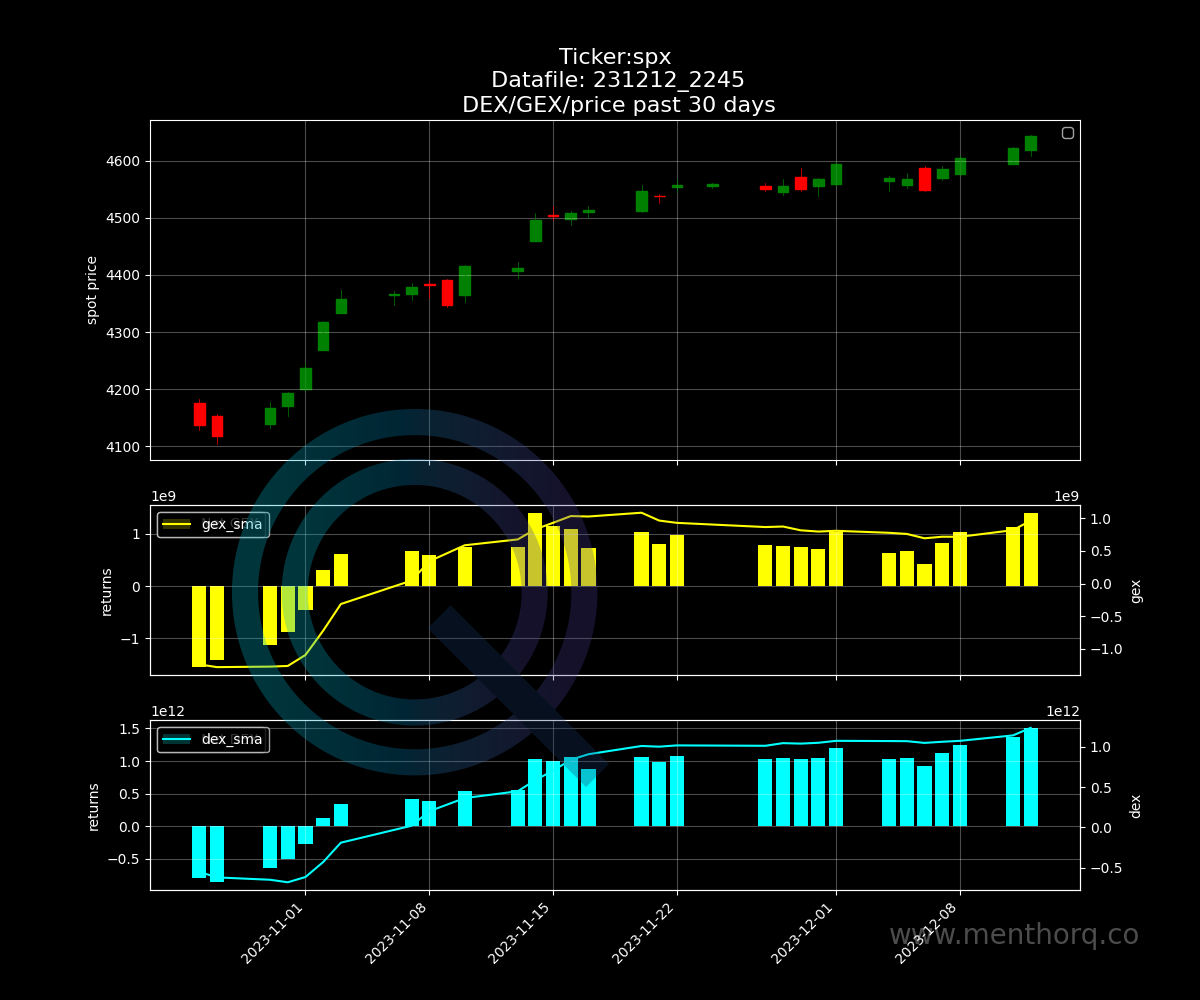 Ticker:spx
Datafile: 231212_2245
DEX/GEX/price past 30 days
4600
4500
4400
4300
4200
4100
spot price
1e9
1e9
gex_sma
1
0
−1
returns
1.0
0.5
0.0
−0.5
−1.0
gex
1e12
1e12
dex_sma
1.5
1.0
0.5
0.0
−0.5
returns
1.0
0.5
0.0
−0.5
dex
2023-11-01
2023-11-08
2023-11-15
2023-11-22
2023-12-01
2023-12-08
www.menthorq.co